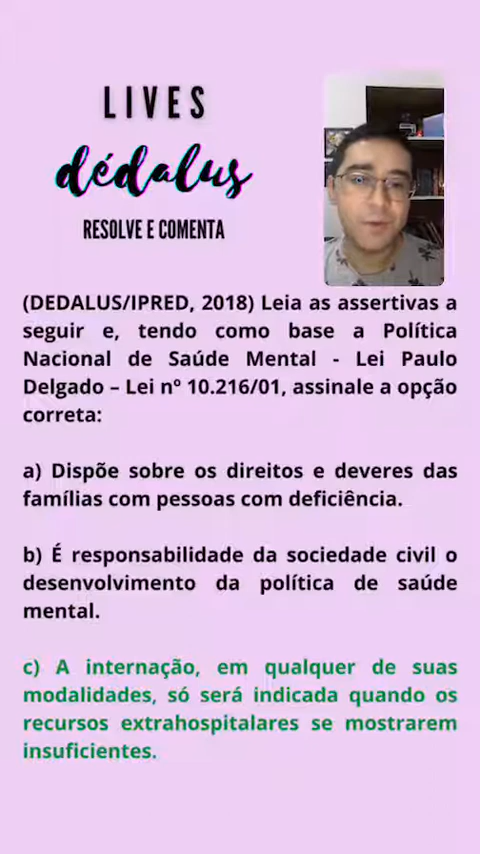 LIVES
dédalus
RESOLVE E COMENTA
(DEDALUS/IPRED, 2018) Leia as assertivas a
seguir e, tendo como base a Política
Nacional de Saúde Mental - Lei Paulo
Delgado – Lei nº 10.216/01, assinale a opção
correta:
a) Dispõe sobre os direitos e deveres das
famílias com pessoas com deficiência.
b) É responsabilidade da sociedade civil o
desenvolvimento da política de saúde
mental.
c) A internação, em qualquer de suas
modalidades, só será indicada quando os
recursos extrahospitalares se mostrarem
insuficientes.